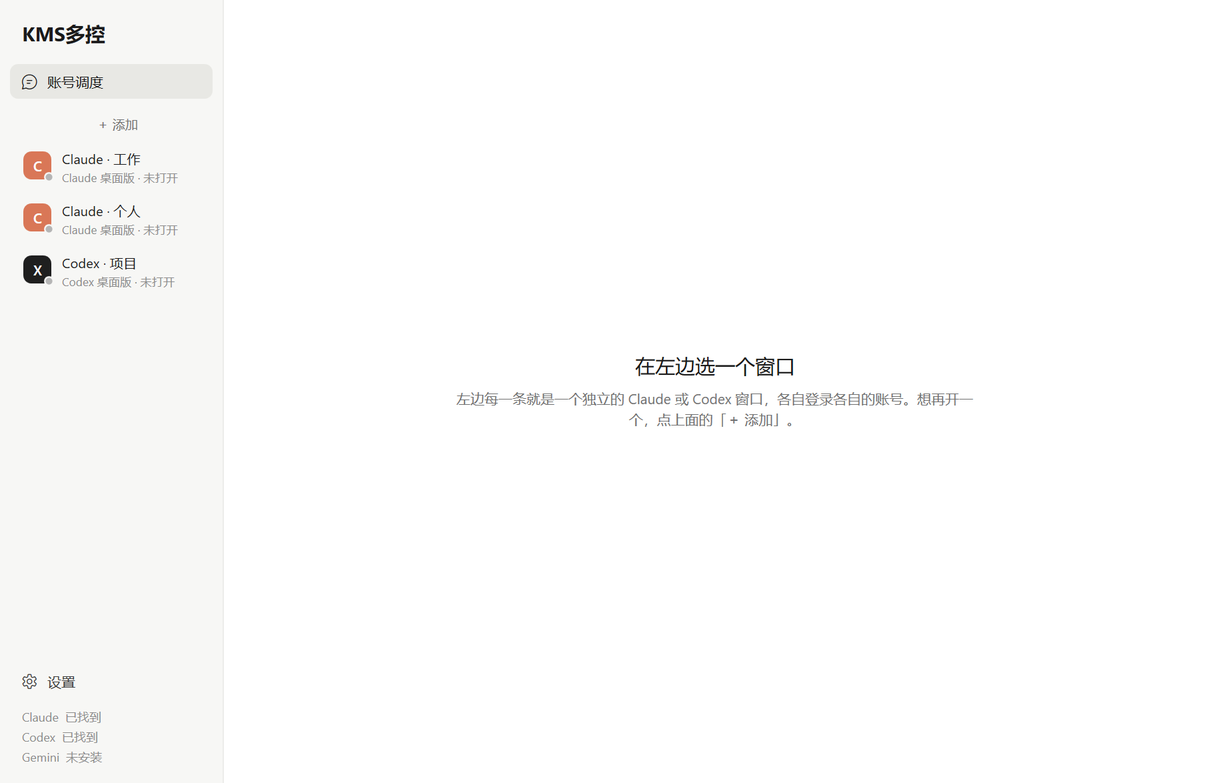 KMS多控
账号调度
+ 添加
C
Claude · 工作
Claude 桌面版 · 未打开
C
Claude · 个人
Claude 桌面版 · 未打开
X
Codex · 项目
Codex 桌面版 · 未打开
在左边选一个窗口
左边每一条就是一个独立的 Claude 或 Codex 窗口，各自登录各自的账号。想再开一
个，点上面的「 + 添加」。
设置
Claude 已找到
Codex 已找到
Gemini 未安装